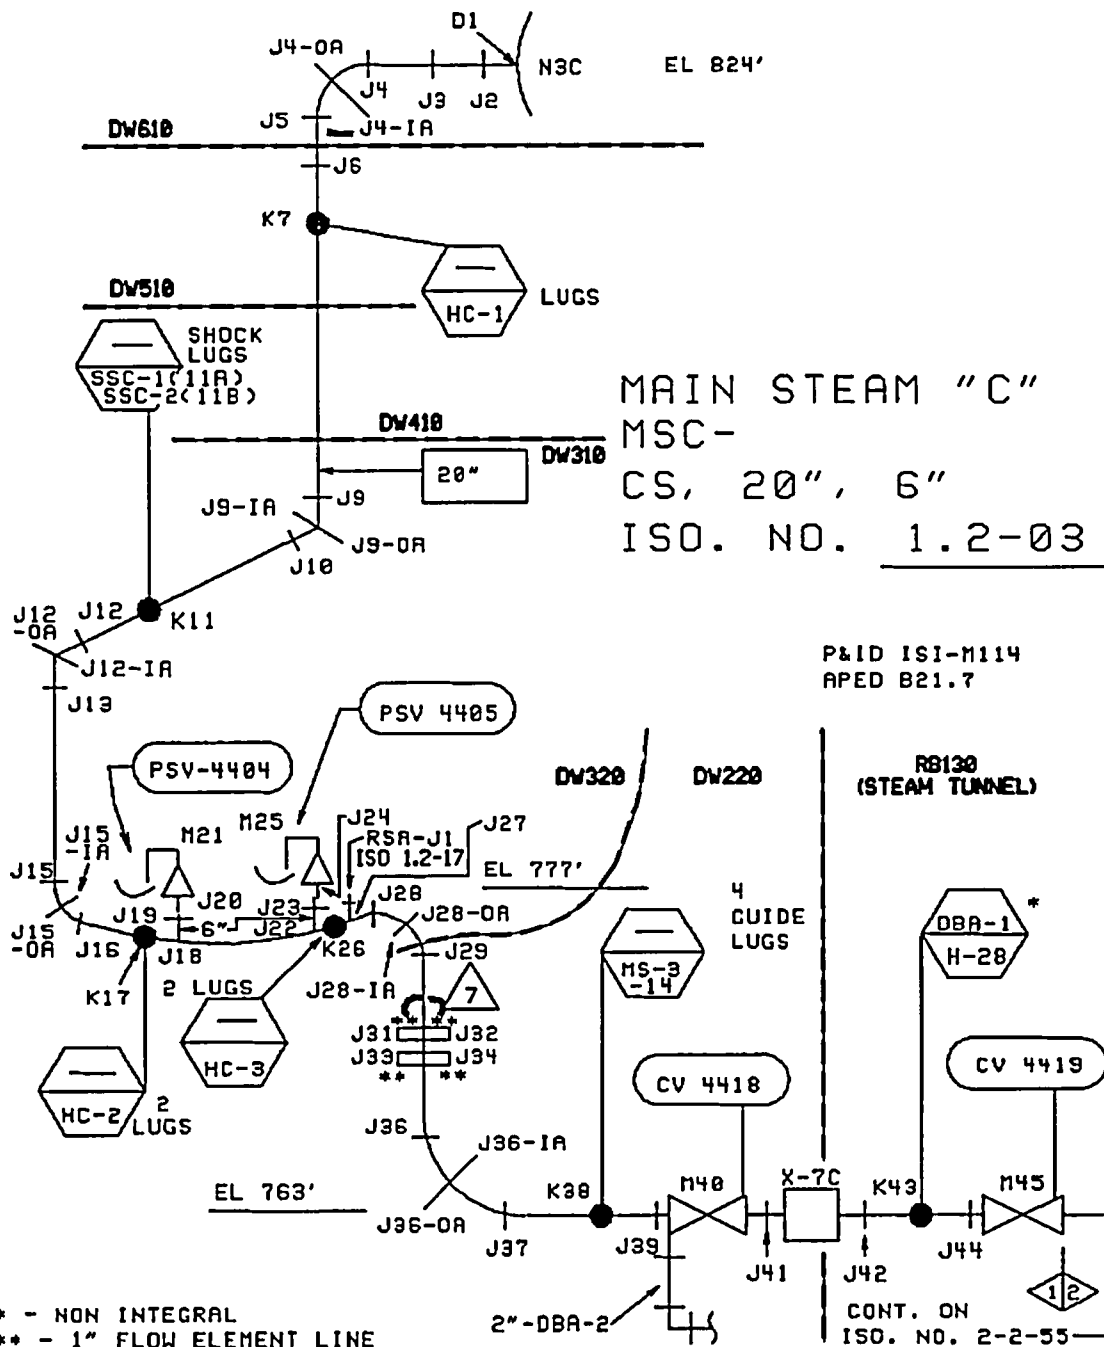 D1
J4-OA
N3C
EL 824'
J4
J3
J2
J5
J4-IA
DW610
J6
K7
HC-1
LUGS
DW510
SHOCK
LUGS
SSC-1(11A)
SSC-2(11B)
MAIN STEAM "C"
MSC-
CS, 20", 6"
ISO. NO. 1.2-03
DW410
DW310
20"
J9
J9-IA
J9-OA
J10
J12
-OA
J12
K11
J12-IA
J13
P&ID ISI-M114
APED B21.7
PSV 4405
PSV-4404
DW320
DW220
RB130
(STEAM TUNNEL)
M21
M25
J24
RSA-J1
ISO 1.2-17
J27
J15
-IA
J15
J20
J28
EL 777'
J19
6"
J23
J22
J28-OA
4
GUIDE
LUGS
DBA-1
*
H-28
J15
-OA
J16
J18
K26
J29
MS-3
-14
K17
2 LUGS
J28-IA
7
** **
J31
J32
J33
J34
** **
HC-3
HC-2
2
LUGS
CV 4418
CV 4419
J36
J36-IA
EL 763'
K38
M40
X-7C
K43
M45
J36-OA
J37
J39
J41
J42
J44
1 2
* - NON INTEGRAL
** - 1" FLOW ELEMENT LINE
2"-DBA-2
CONT. ON
ISO. NO. 2-2-55